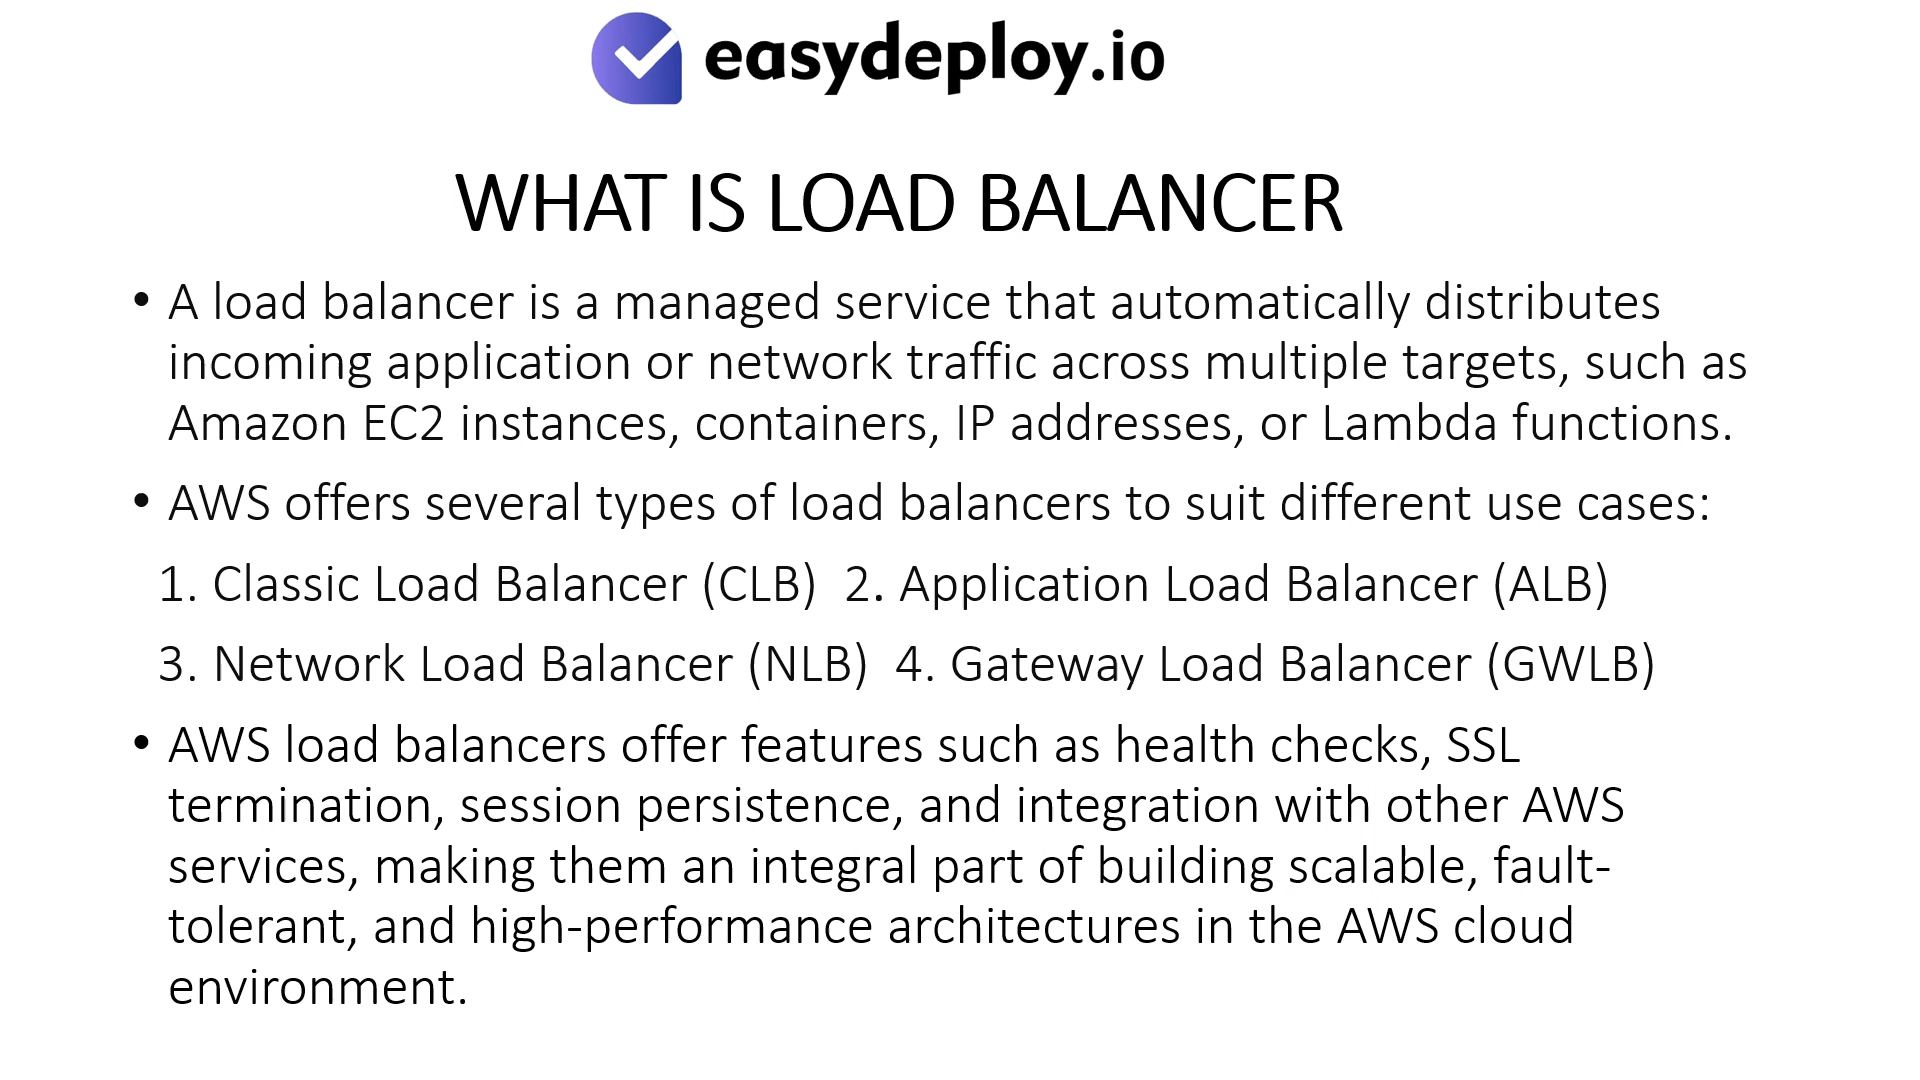 easydeploy.io
WHAT IS LOAD BALANCER
• A load balancer is a managed service that automatically distributes
incoming application or network traffic across multiple targets, such as
Amazon EC2 instances, containers, IP addresses, or Lambda functions.
• AWS offers several types of load balancers to suit different use cases:
1. Classic Load Balancer (CLB)  2. Application Load Balancer (ALB)
3. Network Load Balancer (NLB)  4. Gateway Load Balancer (GWLB)
• AWS load balancers offer features such as health checks, SSL
termination, session persistence, and integration with other AWS
services, making them an integral part of building scalable, fault-
tolerant, and high-performance architectures in the AWS cloud
environment.